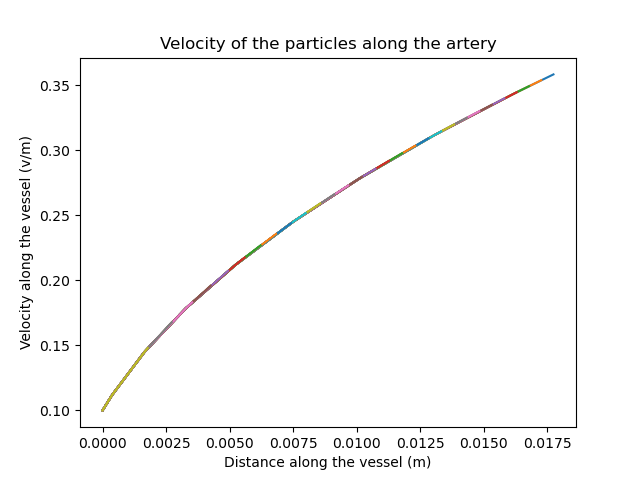 Velocity of the particles along the artery
Velocity along the vessel (v/m)
0.35
0.30
0.25
0.20
0.15
0.10
0.0000 0.0025 0.0050 0.0075 0.0100 0.0125 0.0150 0.0175
Distance along the vessel (m)